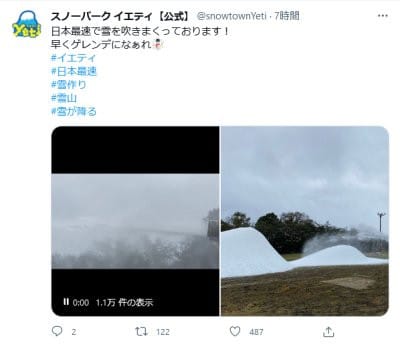 スノーパーク イエティ【公式】 @snowtownYeti・7時間
日本最速で雪を吹きまくっております！
早くゲレンデになぁれ⛄
#イエティ
#日本最速
#雪作り
#雪山
#雪が降る
0:00 1.1万 件の表示
2 122 487